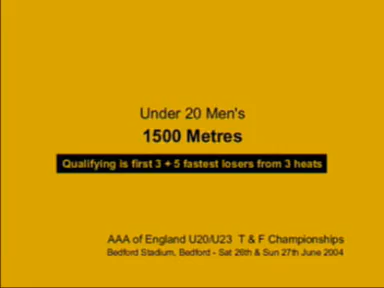 Under 20 Men's
1500 Metres
Qualifying is first 3 + 5 fastest losers from 3 heats
AAA of England U20/U23 T & F Championships
Bedford Stadium, Bedford - Sat 26th & Sun 27th June 2004